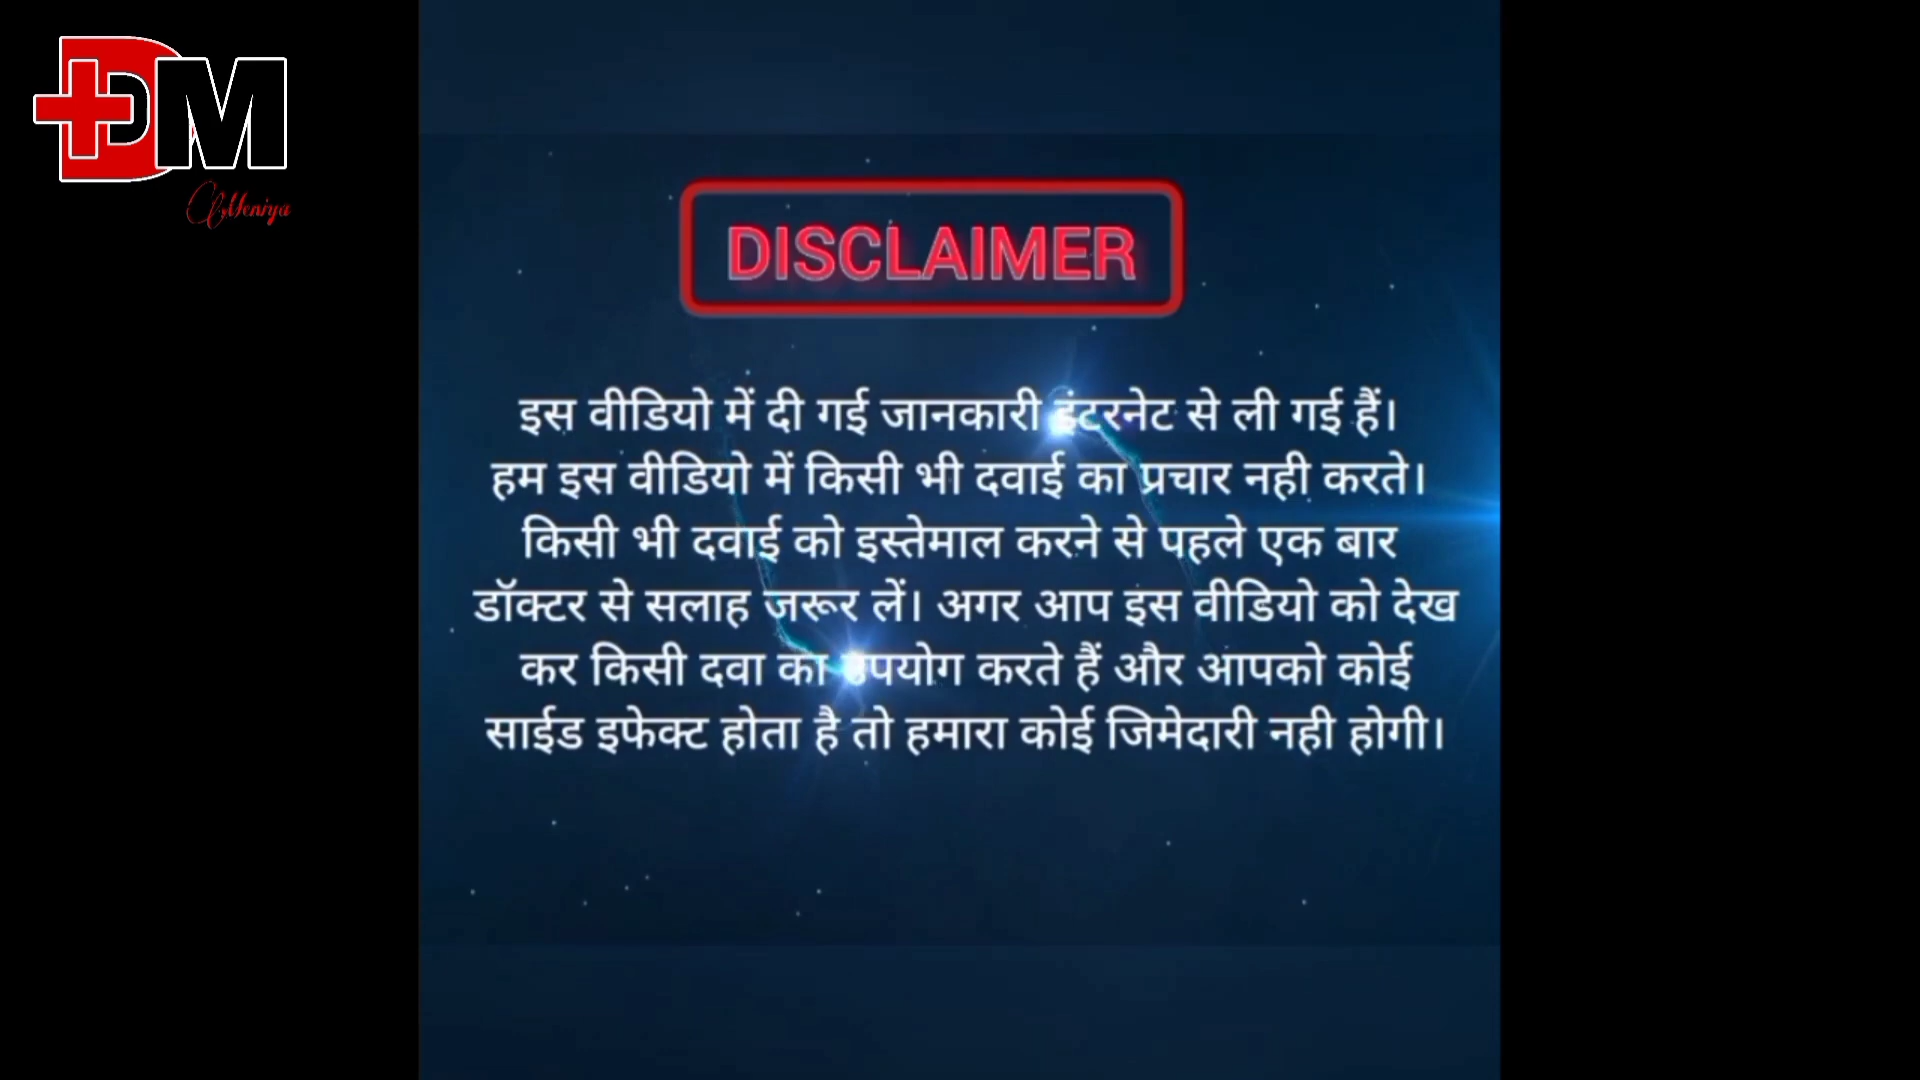 DM
Meniya
DISCLAIMER
इस वीडियो में दी गई जानकारी इंटरनेट से ली गई हैं।
हम इस वीडियो में किसी भी दवाई का प्रचार नही करते।
किसी भी दवाई को इस्तेमाल करने से पहले एक बार
डॉक्टर से सलाह जरूर लें। अगर आप इस वीडियो को देख
कर किसी दवा का उपयोग करते हैं और आपको कोई
साईड इफेक्ट होता है तो हमारा कोई जिमेदारी नही होगी।